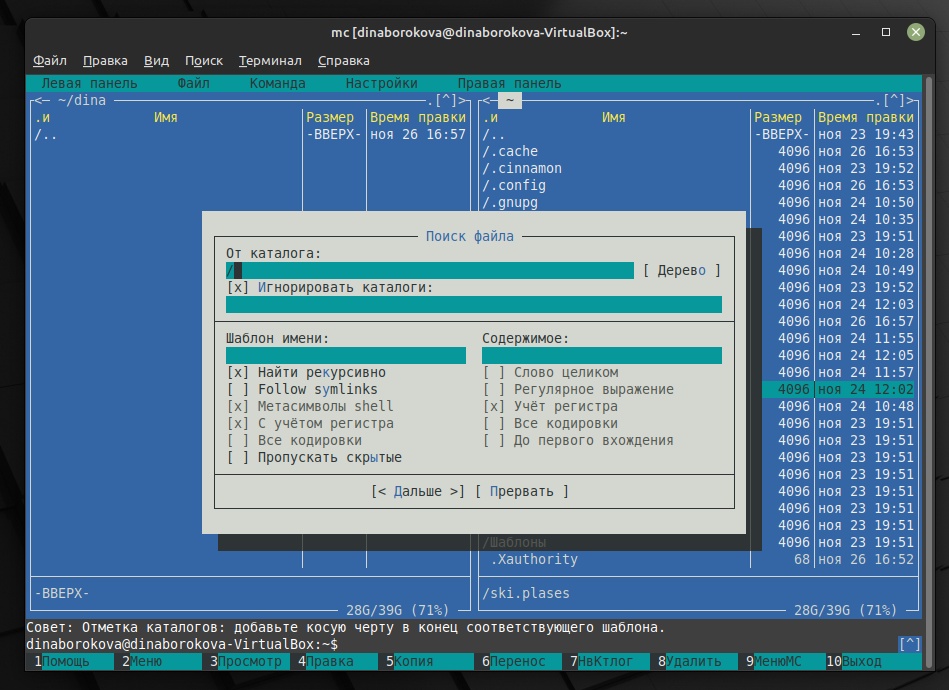 mc [dinaborokova@dinaborokova-VirtualBox]:~
Файл Правка Вид Поиск Терминал Справка
Левая панель Файл Команда Настройки Правая панель
<— ~/dina .[^]> <— ~ .[^]>
.и Имя Размер Время правки .и Имя Размер Время правки
/.. -ВВЕРХ- ноя 26 16:57 /.. -ВВЕРХ- ноя 23 19:43
/.cache 4096 ноя 26 16:53
/.cinnamon 4096 ноя 23 19:52
/.config 4096 ноя 26 16:53
/.gnupg 4096 ноя 24 10:50
4096 ноя 24 10:35
Поиск файла 4096 ноя 23 19:51
От каталога: 4096 ноя 24 10:28
/ [ Дерево ] 4096 ноя 24 10:49
[x] Игнорировать каталоги: 4096 ноя 23 19:52
4096 ноя 24 12:03
4096 ноя 26 16:57
Шаблон имени: Содержимое: 4096 ноя 24 11:55
4096 ноя 24 12:05
[x] Найти рекурсивно [ ] Слово целиком 4096 ноя 24 11:57
[ ] Follow symlinks [ ] Регулярное выражение 4096 ноя 24 12:02
[x] Метасимволы shell [x] Учёт регистра 4096 ноя 24 10:48
[x] С учётом регистра [ ] Все кодировки 4096 ноя 23 19:51
[ ] Все кодировки [ ] До первого вхождения 4096 ноя 23 19:51
[ ] Пропускать скрытые 4096 ноя 23 19:51
4096 ноя 23 19:51
[< Дальше >] [ Прервать ] 4096 ноя 23 19:51
4096 ноя 23 19:51
4096 ноя 23 19:51
/Шаблоны 4096 ноя 23 19:51
.Xauthority 68 ноя 26 16:52
-ВВЕРХ- /ski.plases
28G/39G (71%) 28G/39G (71%)
Совет: Отметка каталогов: добавьте косую черту в конец соответствующего шаблона.
dinaborokova@dinaborokova-VirtualBox:~$ [^]
1Помощь 2Меню 3Просмотр 4Правка 5Копия 6Перенос 7НвКтлог 8Удалить 9МенюMC 10Выход